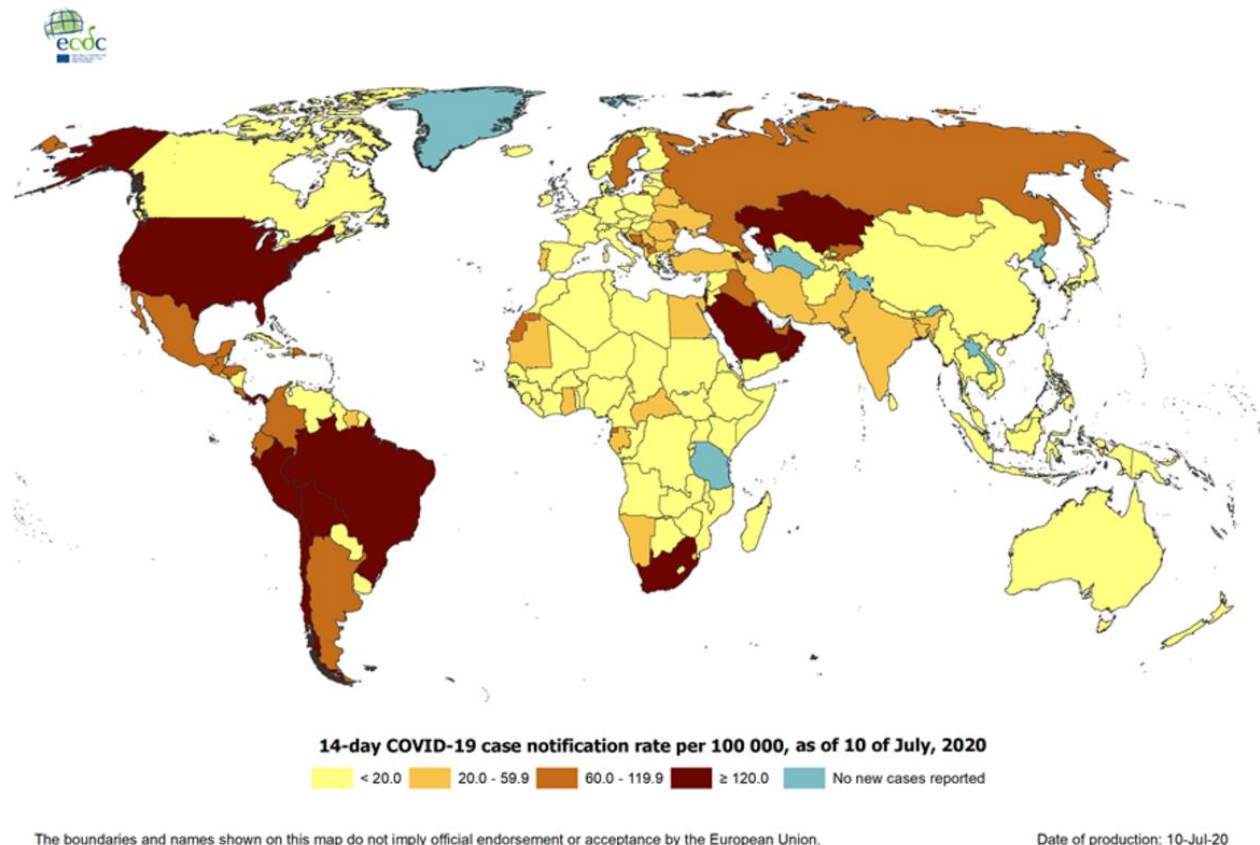 ecdc
14-day COVID-19 case notification rate per 100 000, as of 10 of July, 2020
< 20.0 20.0 - 59.9 60.0 - 119.9 ≥ 120.0 No new cases reported
The boundaries and names shown on this map do not imply official endorsement or acceptance by the European Union. Date of production: 10-Jul-20